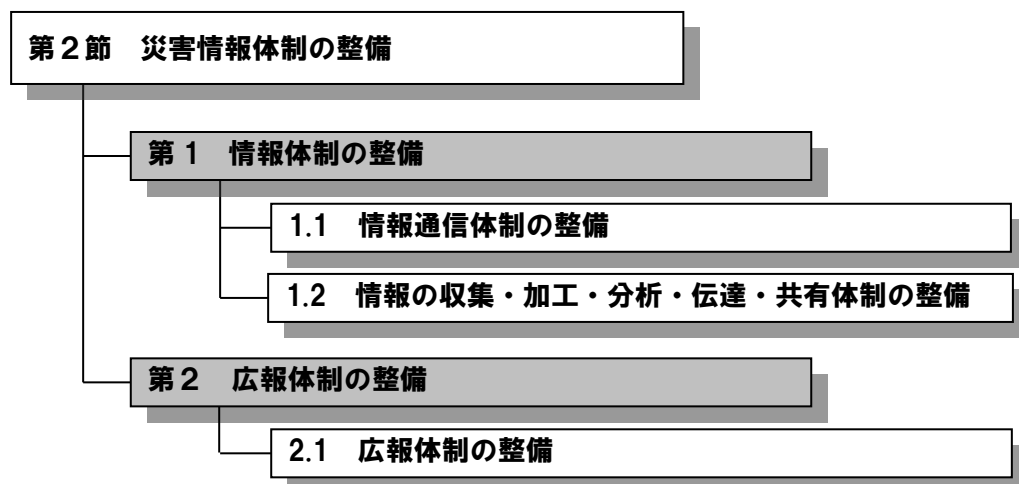 第２節　災害情報体制の整備
第１　情報体制の整備
1.1　情報通信体制の整備
1.2　情報の収集・加工・分析・伝達・共有体制の整備
第２　広報体制の整備
2.1　広報体制の整備